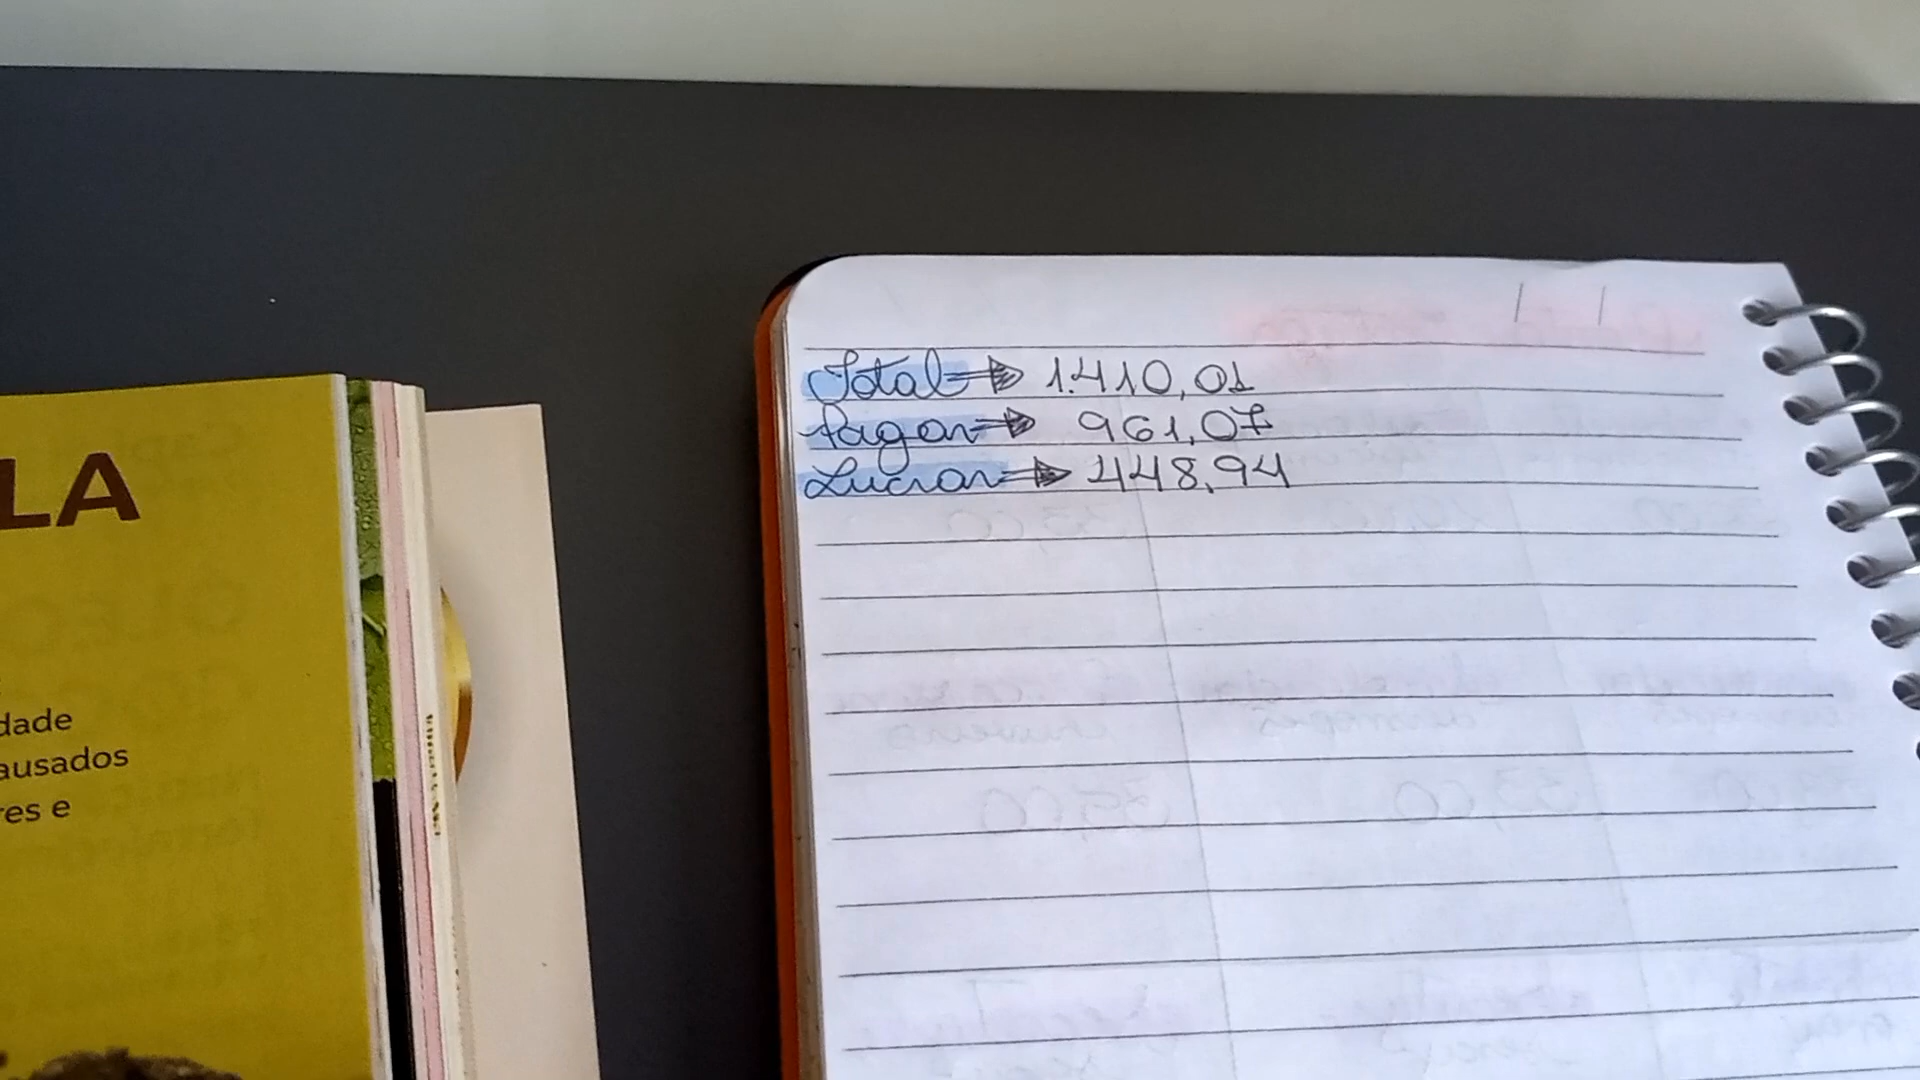 LA
dade
ausados
res e
Total => 1.410,01
Pagar => 961,07
Lucrar => 448,94